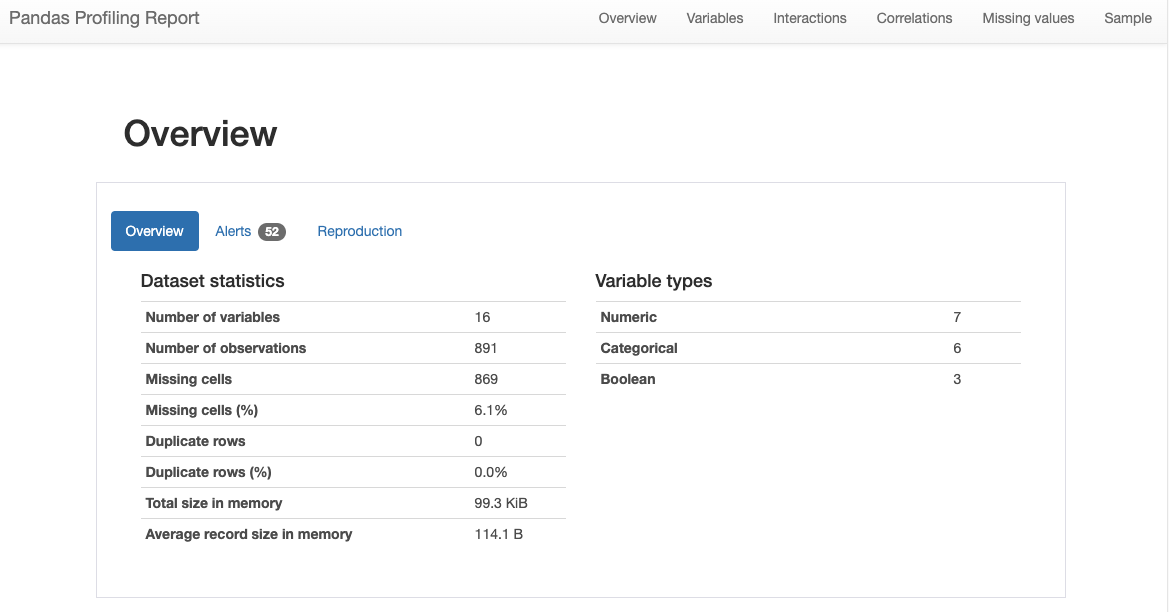 Pandas Profiling Report Overview Variables Interactions Correlations Missing values Sample
Overview
Overview Alerts 52 Reproduction
Dataset statistics
Number of variables 16
Number of observations 891
Missing cells 869
Missing cells (%) 6.1%
Duplicate rows 0
Duplicate rows (%) 0.0%
Total size in memory 99.3 KiB
Average record size in memory 114.1 B
Variable types
Numeric 7
Categorical 6
Boolean 3